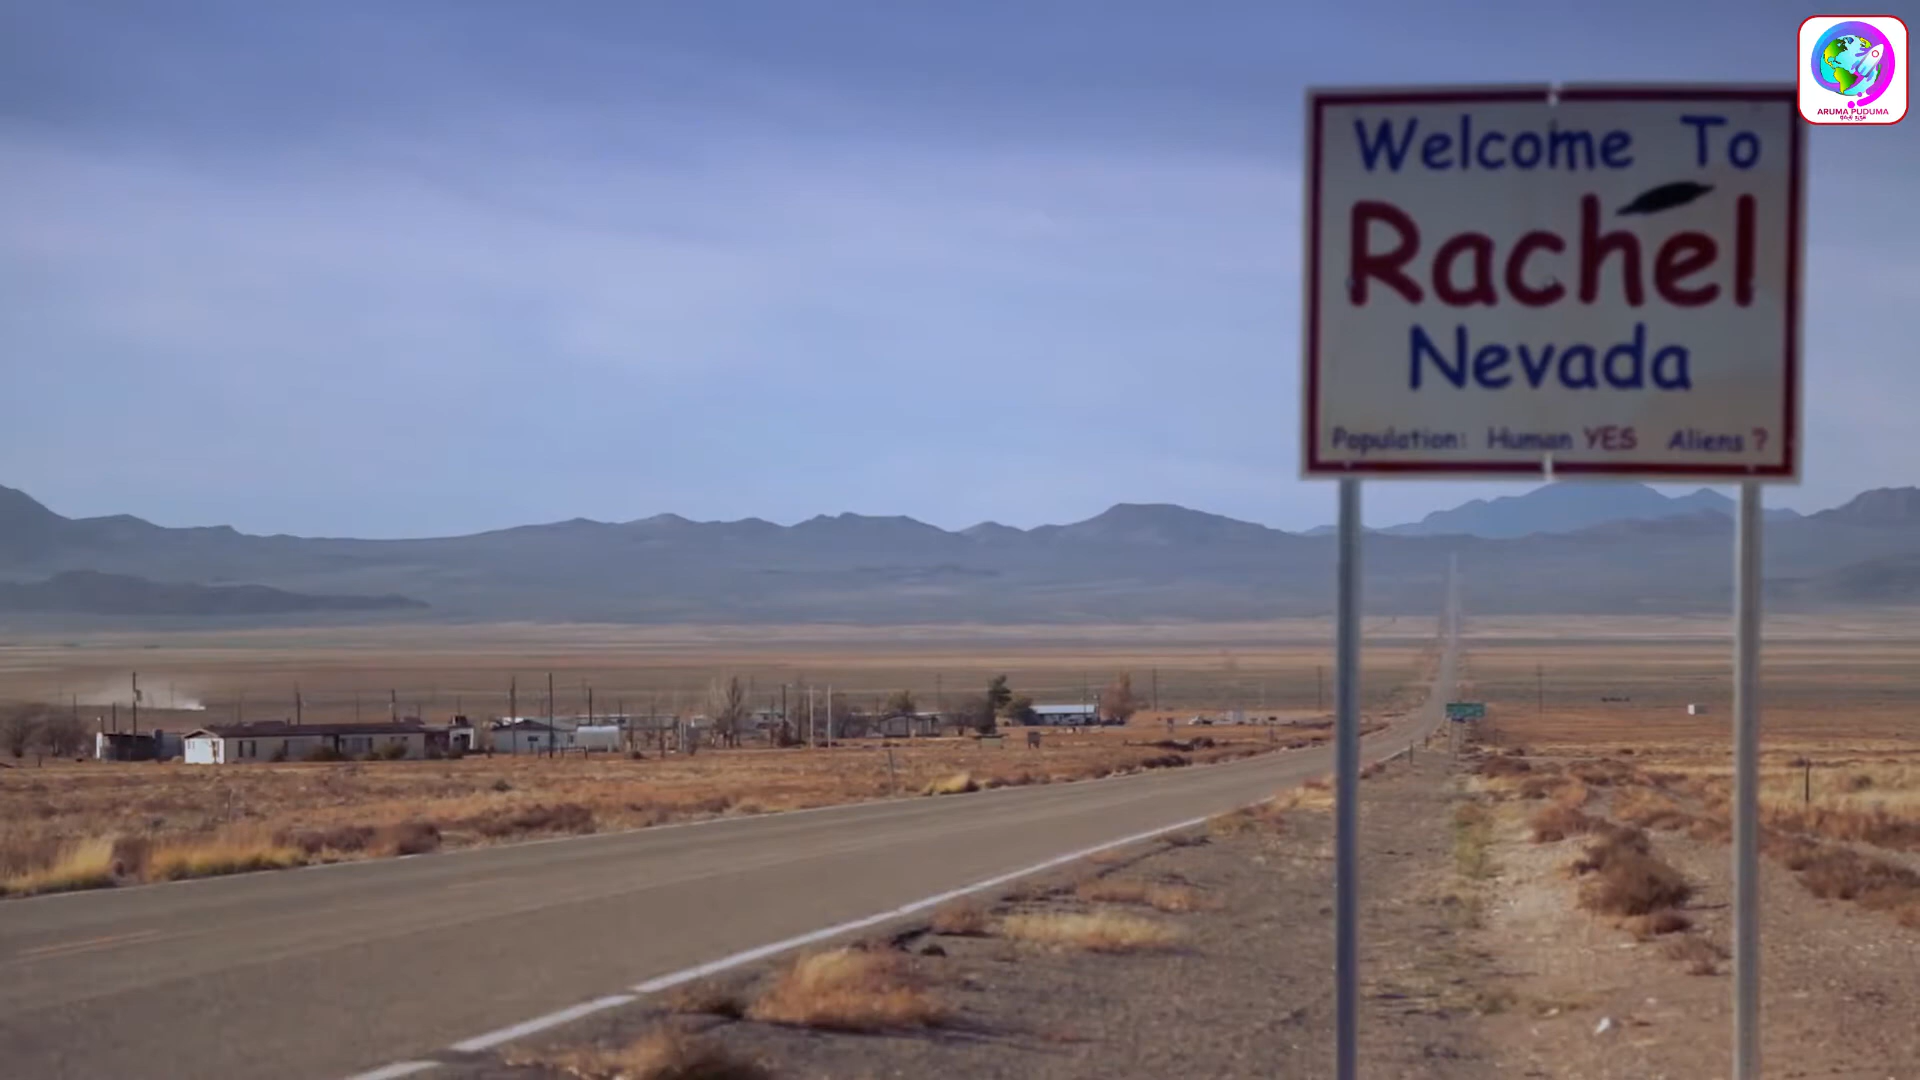 Welcome To
Rachel
Nevada
Population: Human YES Aliens ?
ARUMA PUDUMA